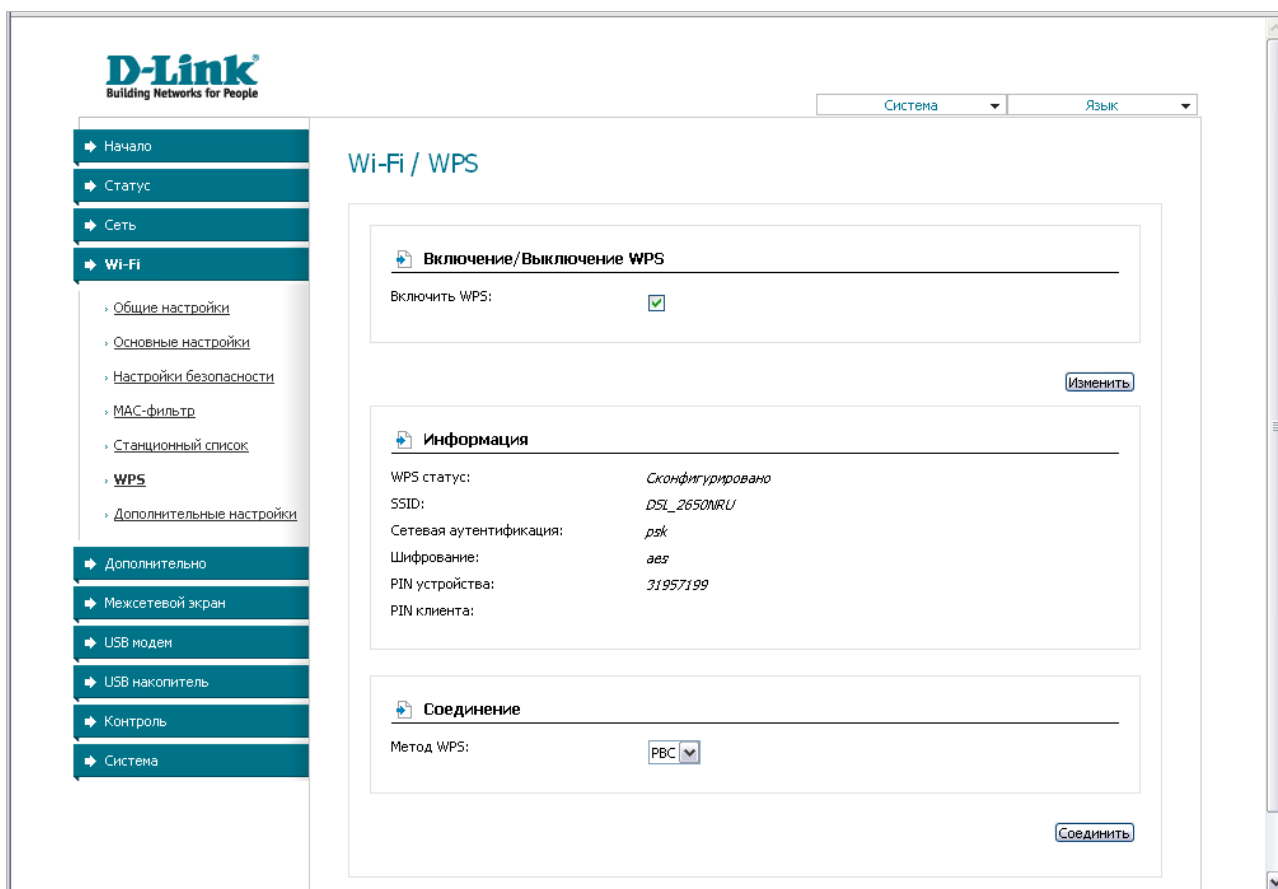 D-Link®
Building Networks for People
Система
Язык
Начало
Статус
Сеть
Wi-Fi
Общие настройки
Основные настройки
Настройки безопасности
MAC-фильтр
Станционный список
WPS
Дополнительные настройки
Дополнительно
Межсетевой экран
USB модем
USB накопитель
Контроль
Система
Wi-Fi / WPS
Включение/Выключение WPS
Включить WPS:
Изменить
Информация
WPS статус: Сконфигурировано
SSID: DSL_2650NRU
Сетевая аутентификация: psk
Шифрование: aes
PIN устройства: 31957199
PIN клиента:
Соединение
Метод WPS: PBC
Соединить